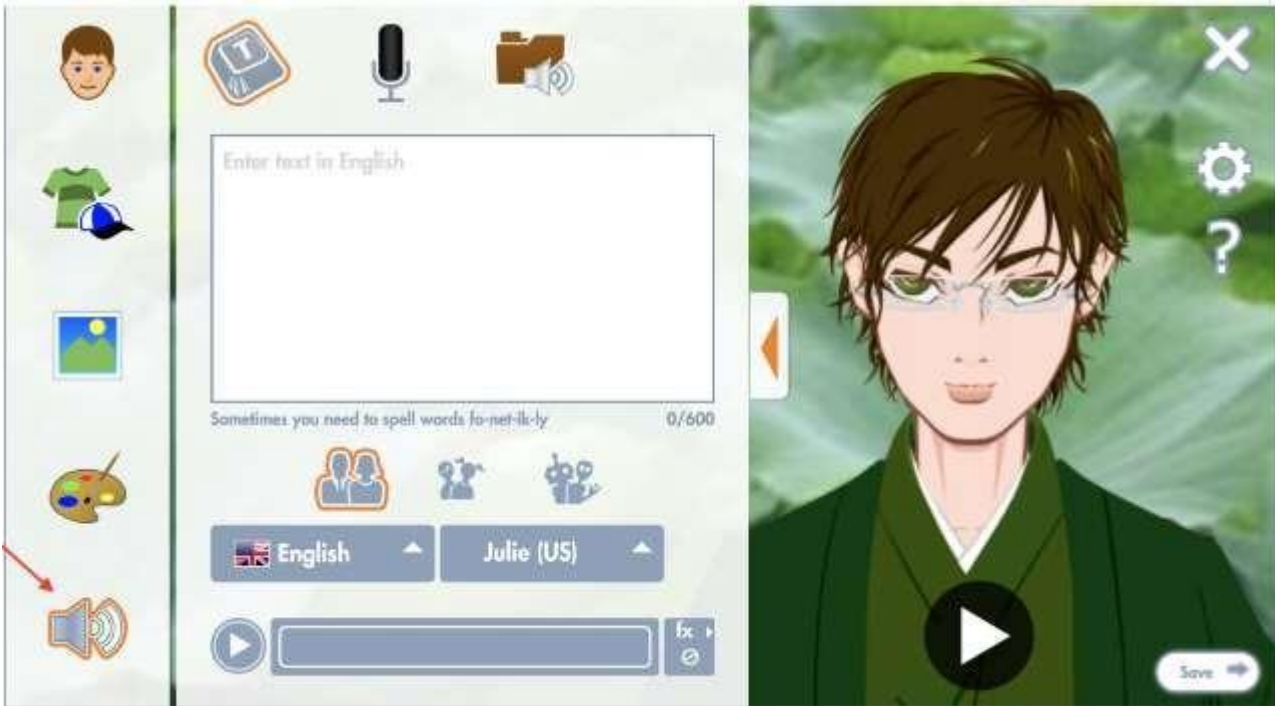 T
Enter text in English
Sometimes you need to spell words fo-net-ik-ly 0/600
English Julie (US)
fx
?
Save